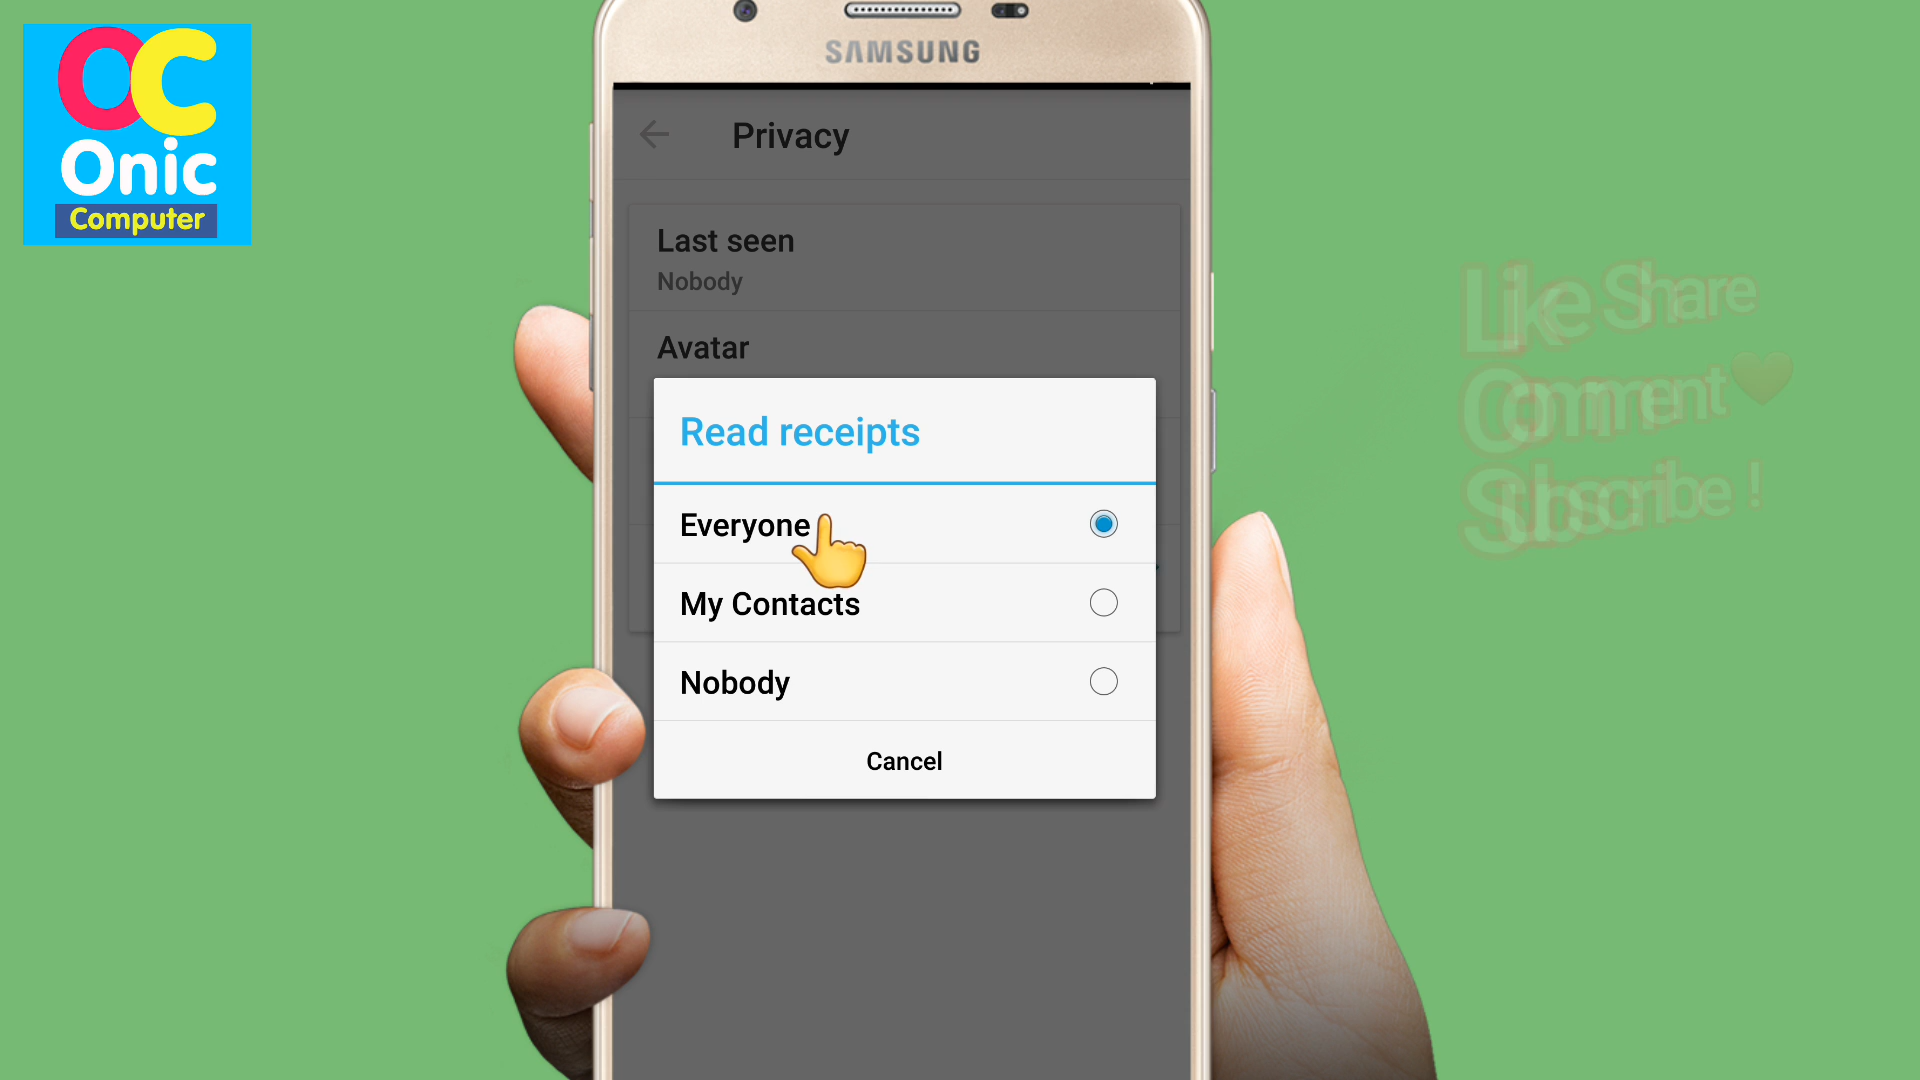 OC
Onic
Computer
SAMSUNG
Privacy
Last seen
Nobody
Avatar
Read receipts
Everyone
My Contacts
Nobody
Cancel
Like Share
Comment
Subscribe !